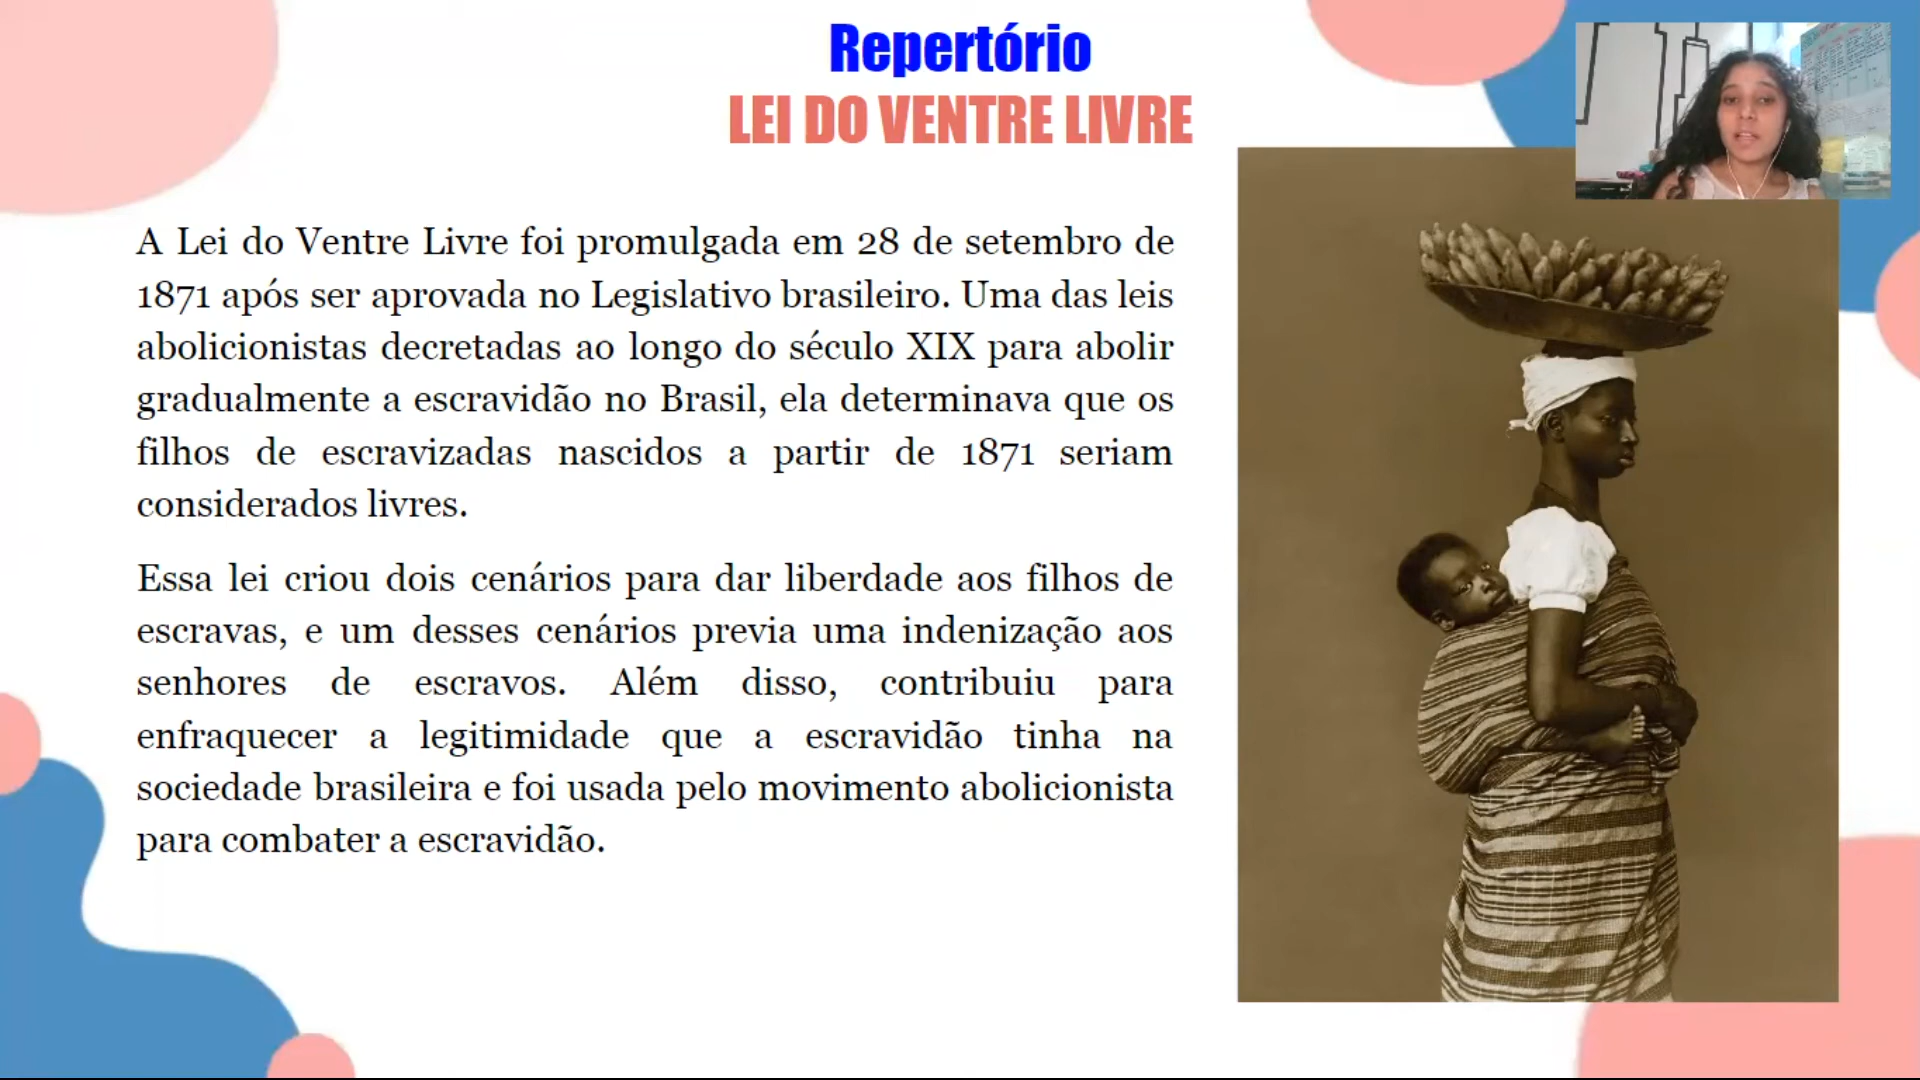 Repertório
LEI DO VENTRE LIVRE
A Lei do Ventre Livre foi promulgada em 28 de setembro de
1871 após ser aprovada no Legislativo brasileiro. Uma das leis
abolicionistas decretadas ao longo do século XIX para abolir
gradualmente a escravidão no Brasil, ela determinava que os
filhos de escravizadas nascidos a partir de 1871 seriam
considerados livres.
Essa lei criou dois cenários para dar liberdade aos filhos de
escravas, e um desses cenários previa uma indenização aos
senhores de escravos. Além disso, contribuiu para
enfraquecer a legitimidade que a escravidão tinha na
sociedade brasileira e foi usada pelo movimento abolicionista
para combater a escravidão.